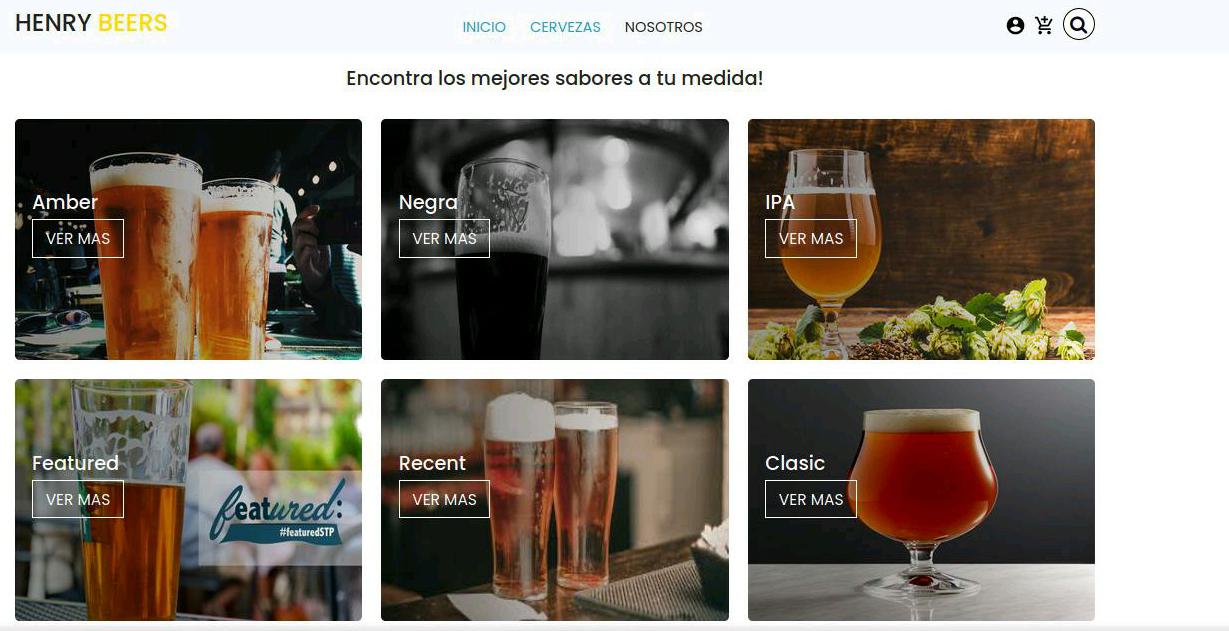 HENRY BEERS
INICIO CERVEZAS NOSOTROS
Encontra los mejores sabores a tu medida!
Amber
VER MAS
Negra
VER MAS
IPA
VER MAS
Featured
VER MAS
featured:
#featuredSTP
Recent
VER MAS
Clasic
VER MAS